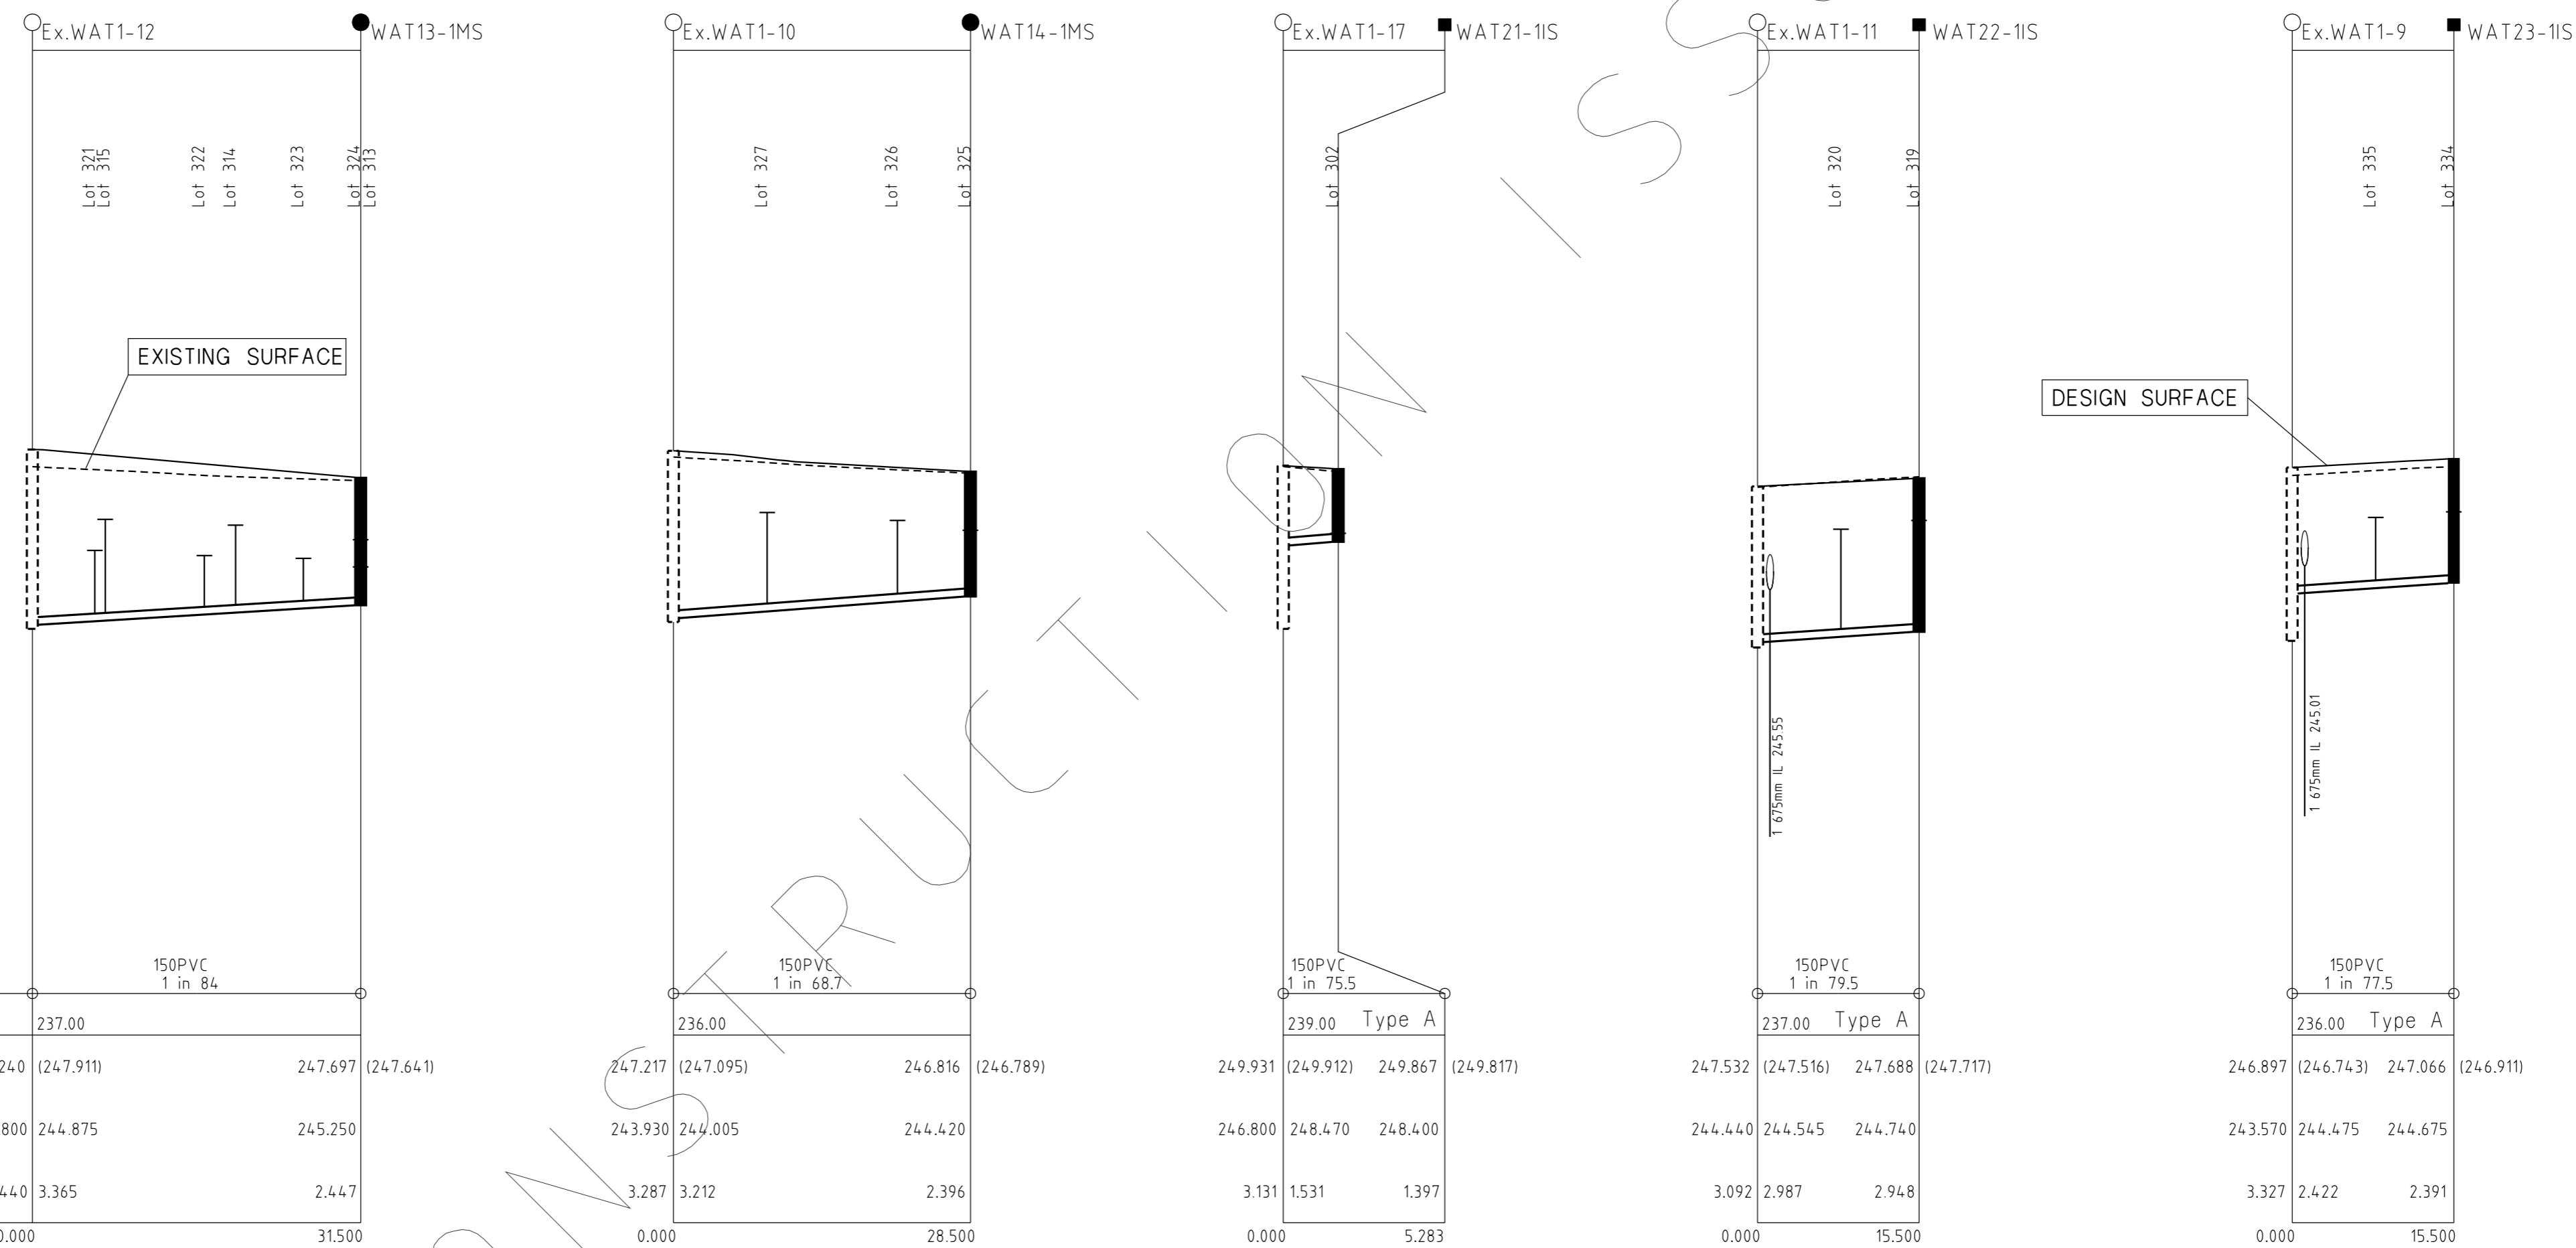 Ex.WAT1-12 WAT13-1MS Ex.WAT1-10 WAT14-1MS Ex.WAT1-17 WAT21-1IS Ex.WAT1-11 WAT22-1IS Ex.WAT1-9 WAT23-1IS
Lot 321 Lot 315 Lot 322 Lot 314 Lot 323 Lot 324 Lot 313 Lot 327 Lot 326 Lot 325 Lot 302 Lot 320 Lot 319 Lot 335 Lot 334
EXISTING SURFACE
DESIGN SURFACE
1 675mm IL 245.55
1 675mm IL 245.01
150PVC 150PVC 150PVC 150PVC 150PVC
1 in 84 1 in 68.7 1 in 75.5 1 in 79.5 1 in 77.5
237.00 236.00 239.00 Type A 237.00 Type A 236.00 Type A
240 (247.911) 247.697 (247.641) 247.217 (247.095) 246.816 (246.789) 249.931 (249.912) 249.867 (249.817) 247.532 (247.516) 247.688 (247.717) 246.897 (246.743) 247.066 (246.911)
800 244.875 245.250 243.930 244.005 244.420 246.800 248.470 248.400 244.440 244.545 244.740 243.570 244.475 244.675
440 3.365 2.447 3.287 3.212 2.396 3.131 1.531 1.397 3.092 2.987 2.948 3.327 2.422 2.391
0.000 31.500 0.000 28.500 0.000 5.283 0.000 15.500 0.000 15.500
NSTRUCTION ISS